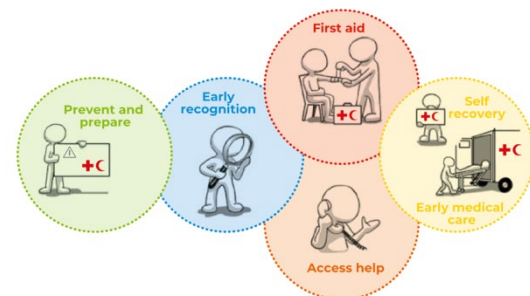 First aid
Prevent and
prepare
Early
recognition
Self
recovery
Early medical
care
Access help